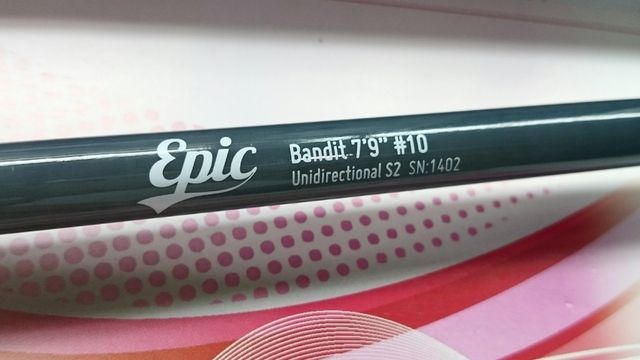 Epic
Bandit 7'9" #10
Unidirectional S2 SN:1402